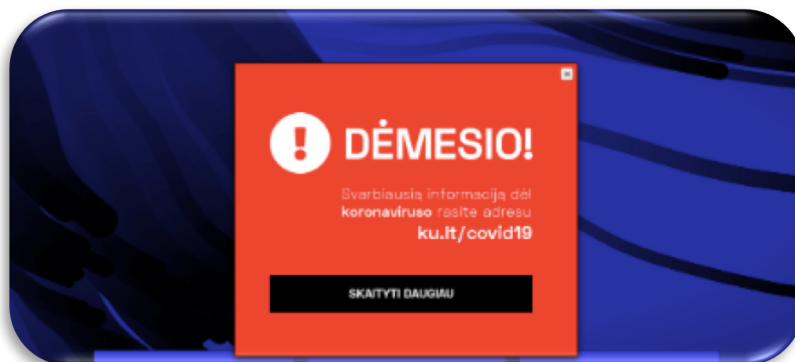 DĖMESIO!
Svarbiausią informaciją dėl
koronaviruso rasite adresu
ku.lt/covid19
SKAITYTI DAUGIAU